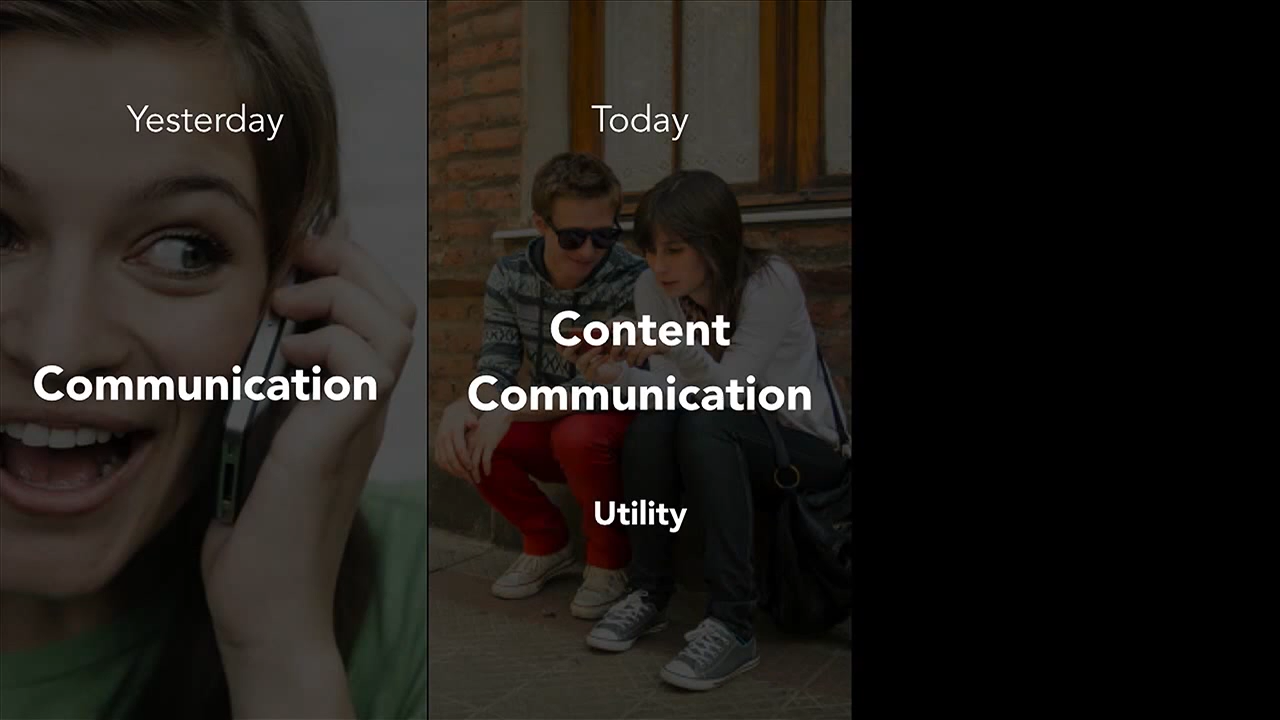 Yesterday
Communication
Today
Content
Communication
Utility